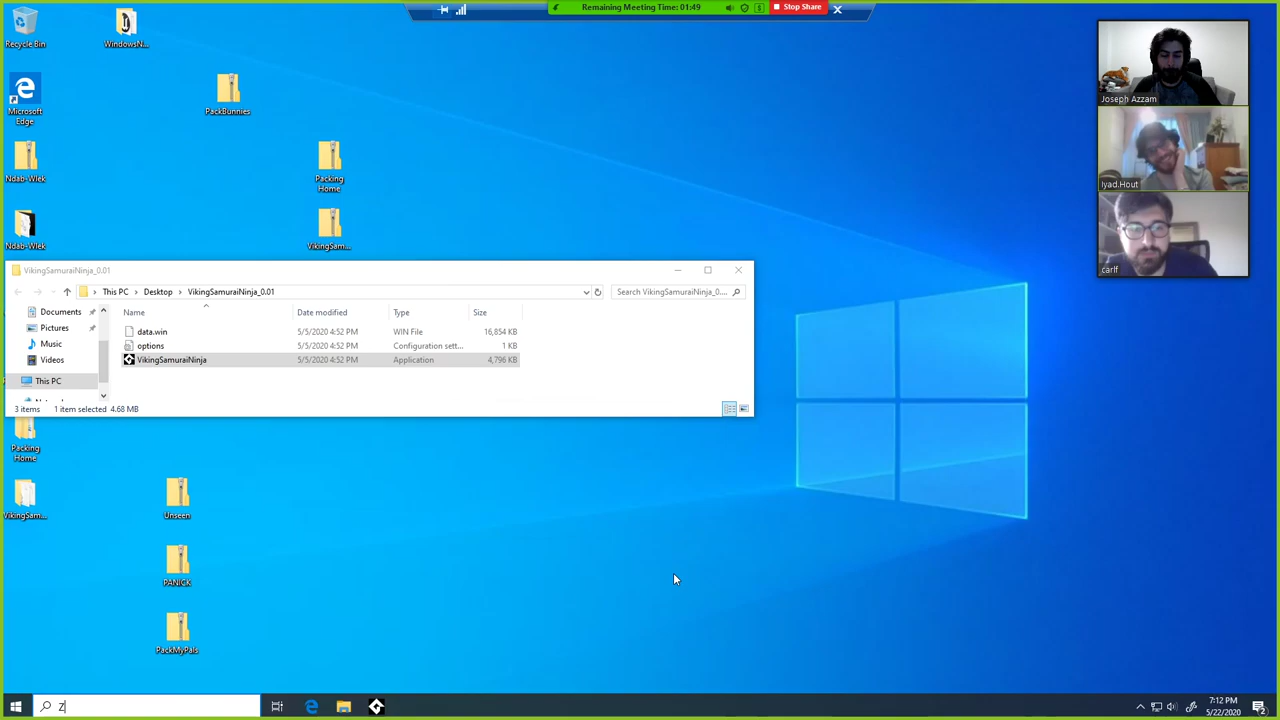 Remaining Meeting Time: 01:49
Stop Share
Recycle Bin
WindowsN...
Microsoft
Edge
PackBunnies
Ndab-Wlek
Packing
Home
Ndab-Wlek
VikingSam...
Joseph Azzam
Iyad.Hout
carlf
VikingSamuraiNinja_0.01
This PC
Desktop
VikingSamuraiNinja_0.01
Search VikingSamuraiNinja_0....
Documents
Pictures
Music
Videos
This PC
Name
Date modified
Type
Size
data.win
5/5/2020 4:52 PM
WIN File
16,854 KB
options
5/5/2020 4:52 PM
Configuration sett...
1 KB
VikingSamuraiNinja
5/5/2020 4:52 PM
Application
4,796 KB
3 items
1 item selected 4.68 MB
Packing
Home
VikingSam...
Unseen
PANICK
PackMyPals
Z
7:12 PM
5/22/2020
2